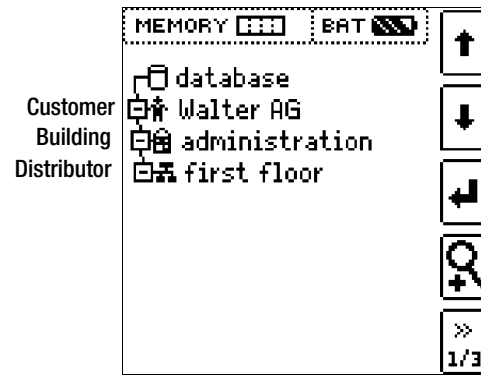 MEMORY BAT
database
Customer Walter AG
Building administration
Distributor first floor
»
1/3